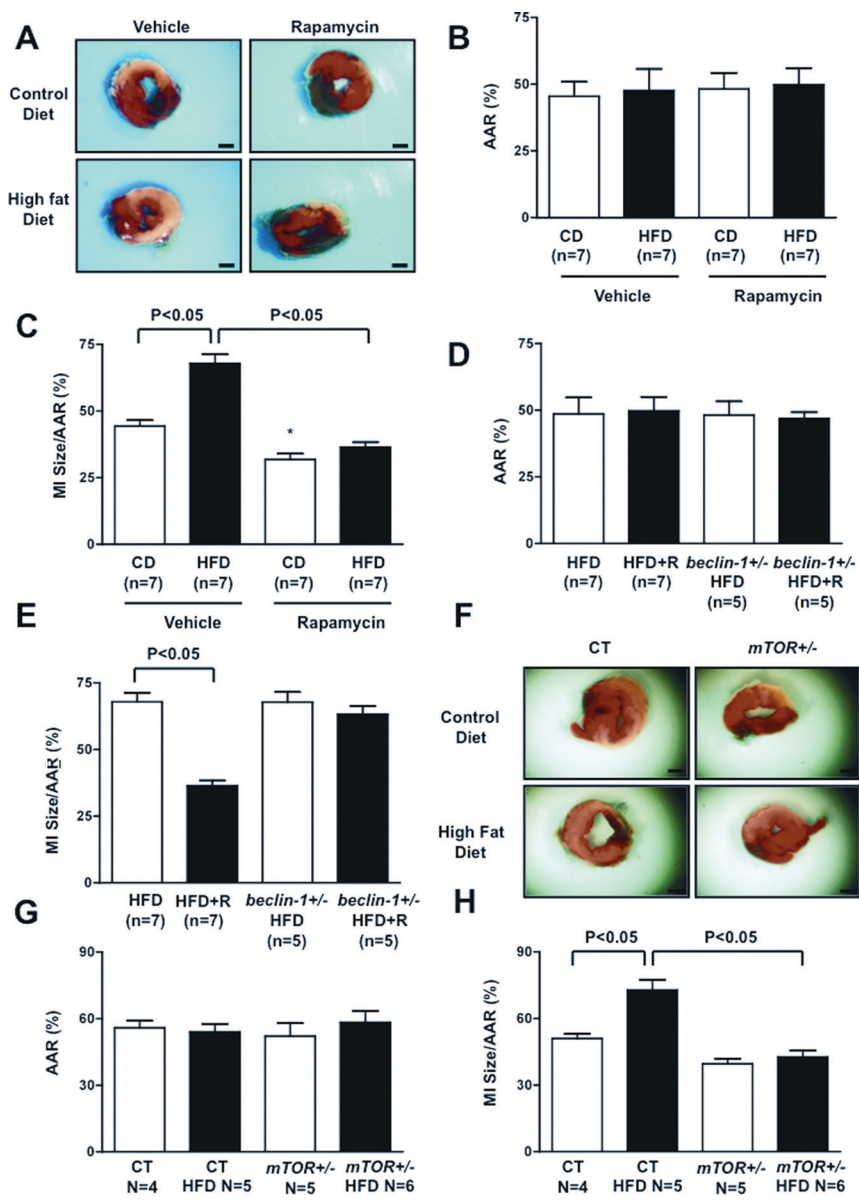 A
Vehicle
Rapamycin
Control
Diet
High fat
Diet
B
AAR (%)
75
50
25
0
CD
(n=7)
HFD
(n=7)
CD
(n=7)
HFD
(n=7)
Vehicle
Rapamycin
C
P<0.05
P<0.05
MI Size/AAR (%)
75
50
25
0
*
CD
(n=7)
HFD
(n=7)
CD
(n=7)
HFD
(n=7)
Vehicle
Rapamycin
D
AAR (%)
75
50
25
0
HFD
(n=7)
HFD+R
(n=7)
beclin-1+/-
HFD
(n=5)
beclin-1+/-
HFD+R
(n=5)
E
P<0.05
MI Size/AAR (%)
75
50
25
0
HFD
(n=7)
HFD+R
(n=7)
beclin-1+/-
HFD
(n=5)
beclin-1+/-
HFD+R
(n=5)
F
CT
mTOR+/-
Control
Diet
High Fat
Diet
G
AAR (%)
90
60
30
0
CT
N=4
CT
HFD N=5
mTOR+/-
N=5
mTOR+/-
HFD N=6
H
P<0.05
P<0.05
MI Size/AAR (%)
90
60
30
0
CT
N=4
CT
HFD N=5
mTOR+/-
N=5
mTOR+/-
HFD N=6